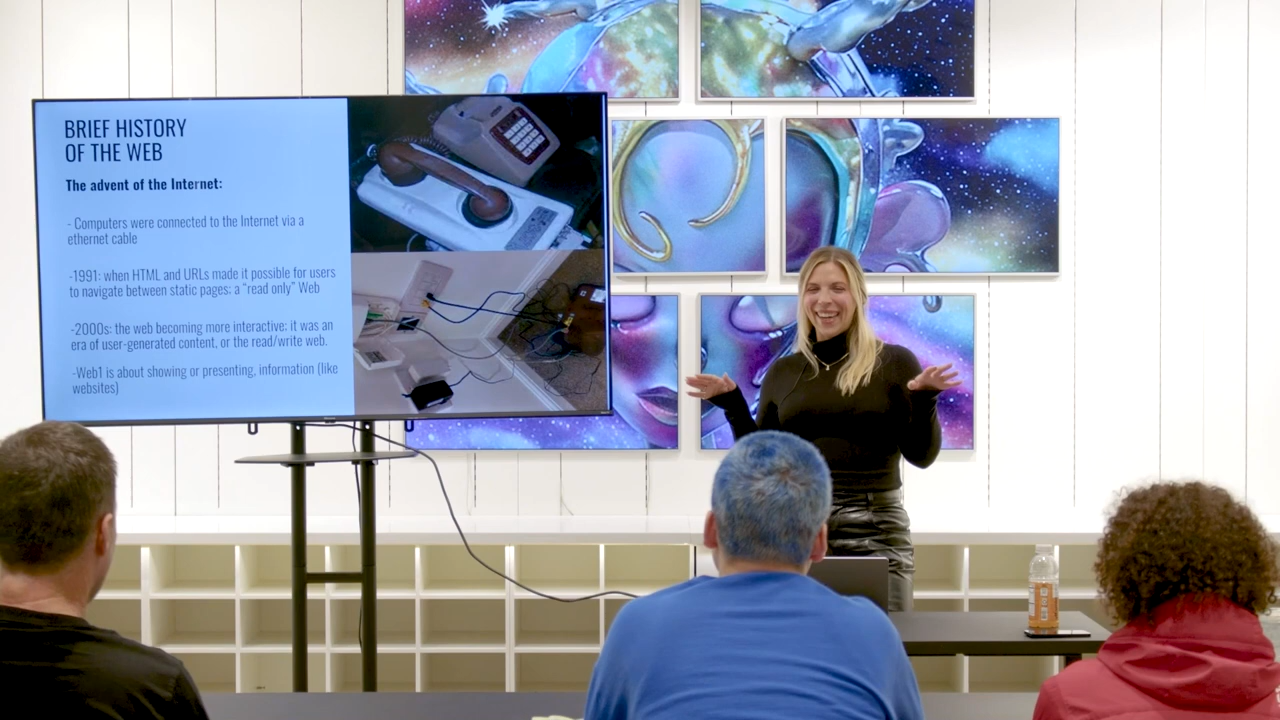 BRIEF HISTORY
OF THE WEB
The advent of the Internet:
- Computers were connected to the Internet via a
ethernet cable
-1991: when HTML and URLs made it possible for users
to navigate between static pages: a “read only” Web
-2000s: the web becoming more interactive: it was an
era of user-generated content, or the read/write web.
-Web1 is about showing or presenting, information (like
websites)